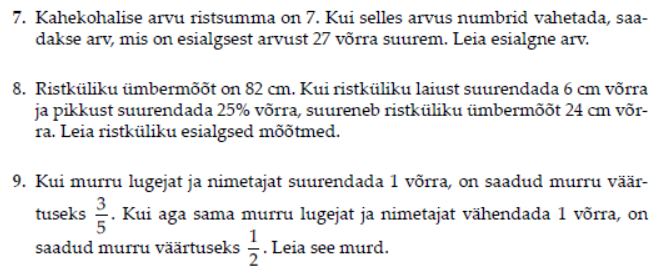 7. Kahekohalise arvu ristsumma on 7. Kui selles arvus numbrid vahetada, saa-
dakse arv, mis on esialgsest arvust 27 võrra suurem. Leia esialgne arv.
8. Ristküliku ümbermõõt on 82 cm. Kui ristküliku laiust suurendada 6 cm võrra
ja pikkust suurendada 25% võrra, suureneb ristküliku ümbermõõt 24 cm võr-
ra. Leia ristküliku esialgsed mõõtmed.
9. Kui murru lugejat ja nimetajat suurendada 1 võrra, on saadud murru väär-
tuseks 3/5. Kui aga sama murru lugejat ja nimetajat vähendada 1 võrra, on
saadud murru väärtuseks 1/2. Leia see murd.